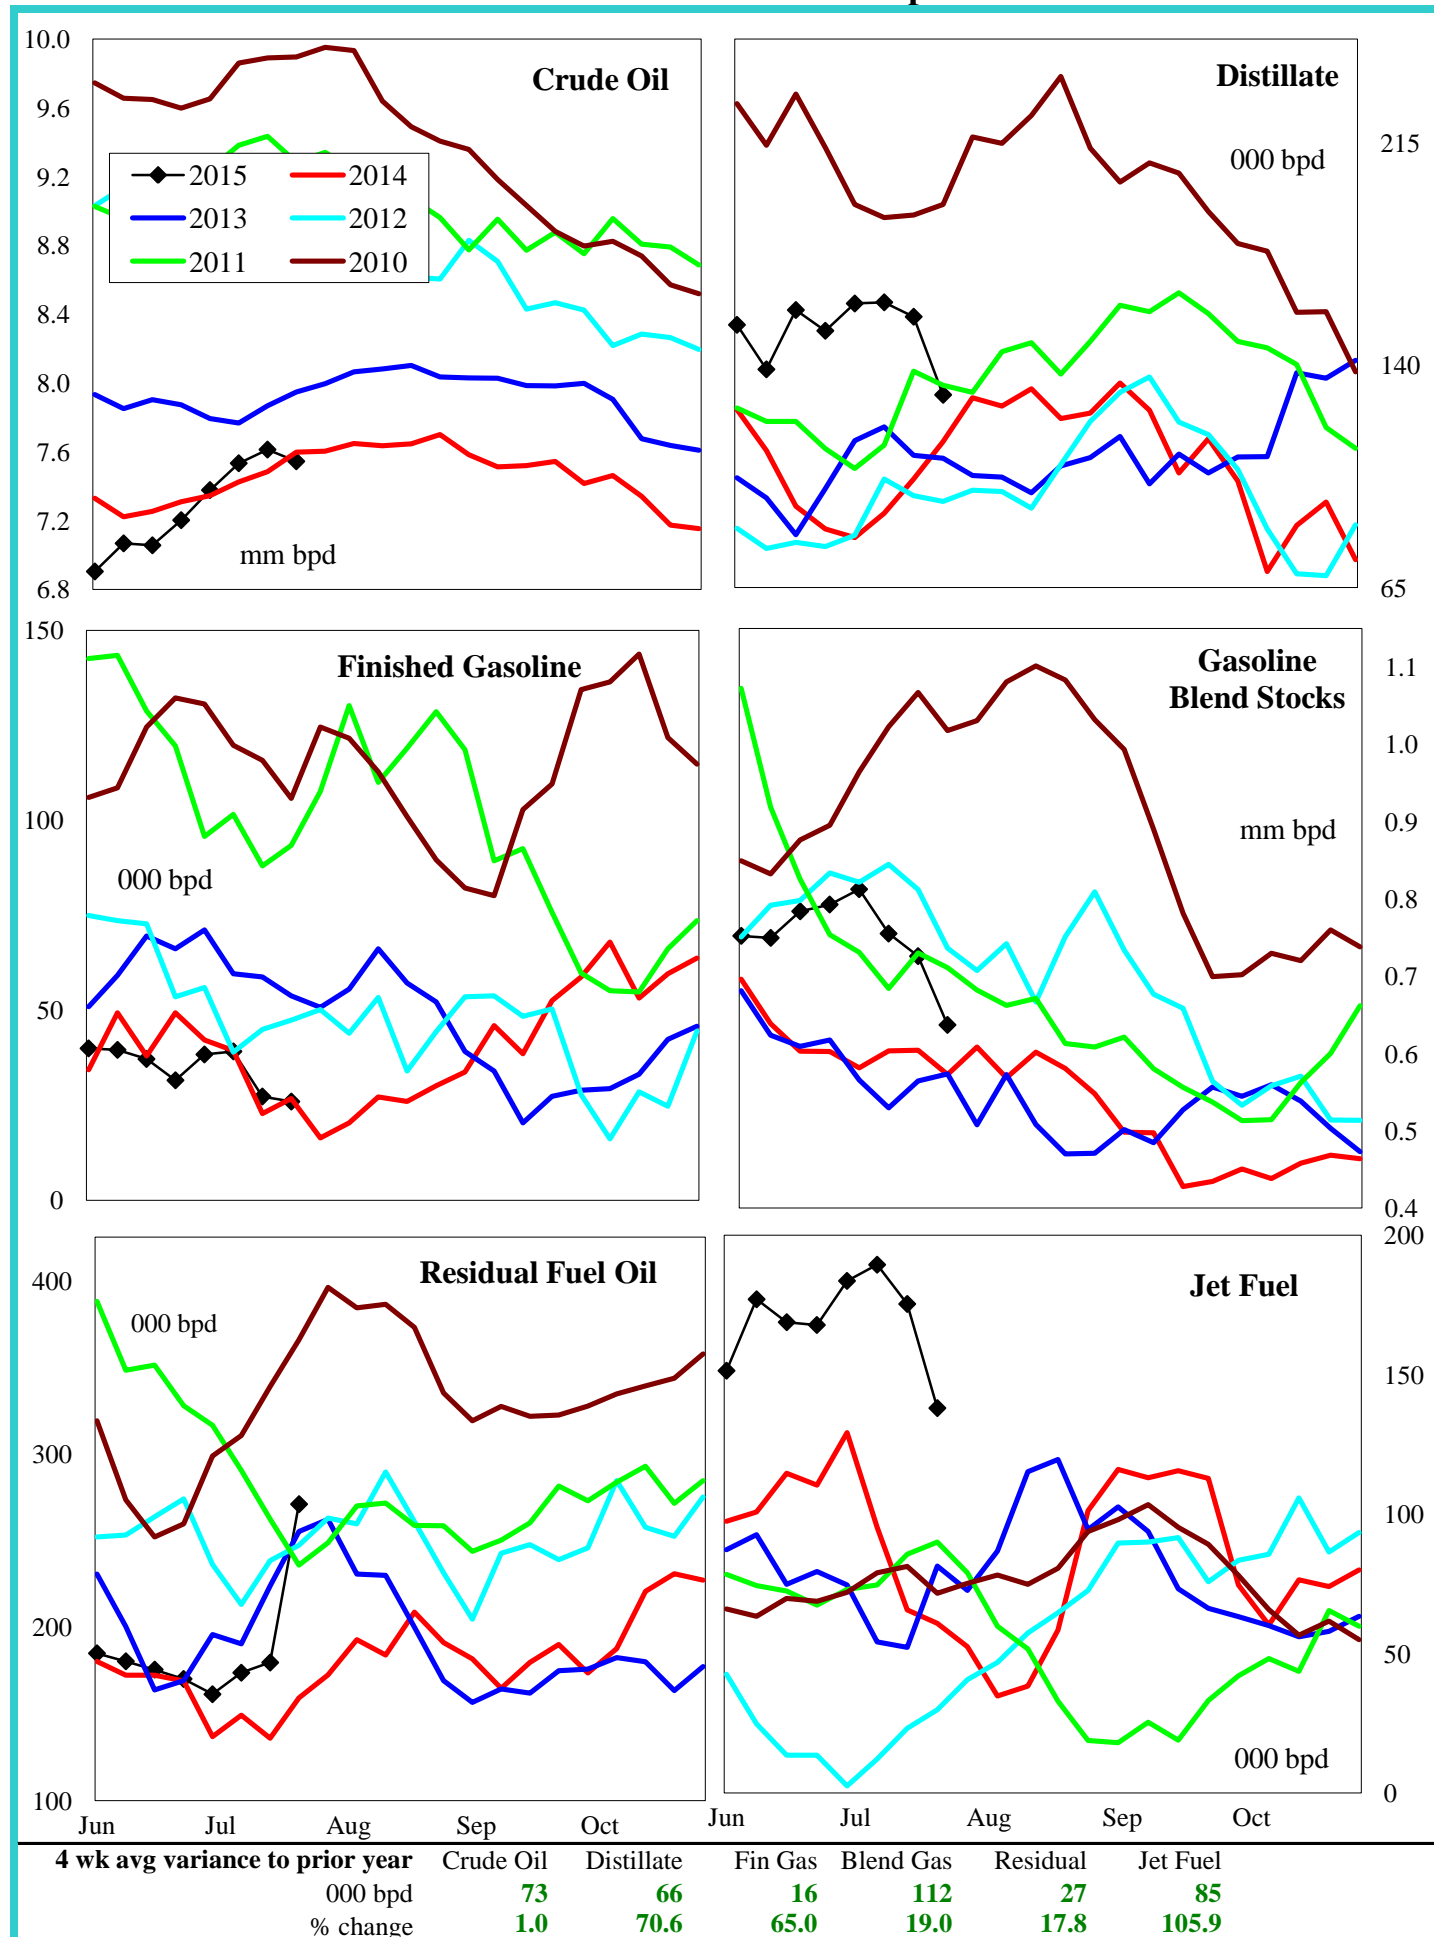 Crude Oil
10.0
9.6
9.2
8.8
8.4
8.0
7.6
7.2
6.8
2015 2014
2013 2012
2011 2010
mm bpd
Distillate
000 bpd
215
140
65
Finished Gasoline
150
100
50
0
000 bpd
Gasoline
Blend Stocks
mm bpd
1.1
1.0
0.9
0.8
0.7
0.6
0.5
0.4
Residual Fuel Oil
000 bpd
400
300
200
100
Jun Jul Aug Sep Oct
Jet Fuel
200
150
100
50
0
000 bpd
Jun Jul Aug Sep Oct
4 wk avg variance to prior year Crude Oil Distillate Fin Gas Blend Gas Residual Jet Fuel
000 bpd 73 66 16 112 27 85
% change 1.0 70.6 65.0 19.0 17.8 105.9